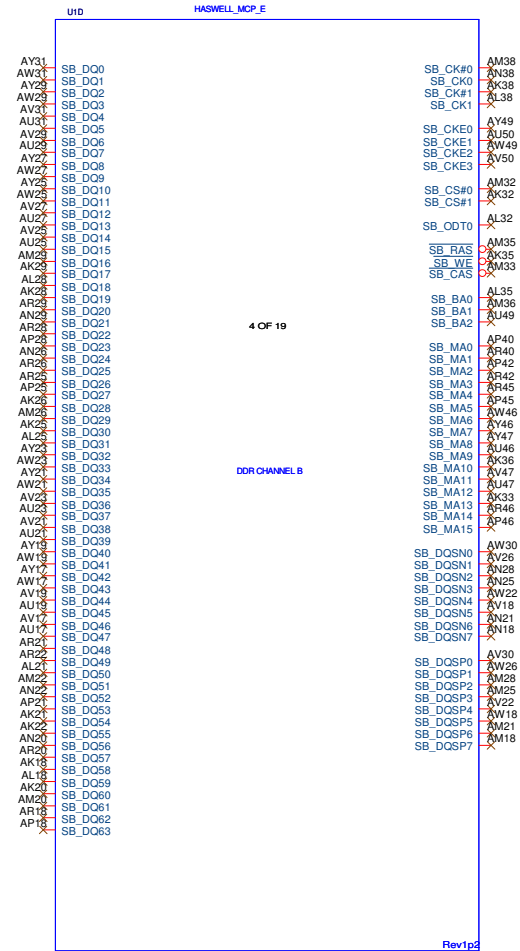 U1D
HASWELL_MCP_E
AY31 SB_DQ0
AW31 SB_DQ1
AY29 SB_DQ2
AW29 SB_DQ3
AV31 SB_DQ4
AU31 SB_DQ5
AV29 SB_DQ6
AU29 SB_DQ7
AY27 SB_DQ8
AW27 SB_DQ9
AY25 SB_DQ10
AW25 SB_DQ11
AV27 SB_DQ12
AU27 SB_DQ13
AV25 SB_DQ14
AU25 SB_DQ15
AM29 SB_DQ16
AK29 SB_DQ17
AL28 SB_DQ18
AK28 SB_DQ19
AR29 SB_DQ20
AN29 SB_DQ21
AR28 SB_DQ22
AP28 SB_DQ23
AN26 SB_DQ24
AR26 SB_DQ25
AR25 SB_DQ26
AP25 SB_DQ27
AK26 SB_DQ28
AM26 SB_DQ29
AK25 SB_DQ30
AL25 SB_DQ31
AY23 SB_DQ32
AW23 SB_DQ33
AY21 SB_DQ34
AW21 SB_DQ35
AV23 SB_DQ36
AU23 SB_DQ37
AV21 SB_DQ38
AU21 SB_DQ39
AY19 SB_DQ40
AW19 SB_DQ41
AY17 SB_DQ42
AW17 SB_DQ43
AV19 SB_DQ44
AU19 SB_DQ45
AV17 SB_DQ46
AU17 SB_DQ47
AR21 SB_DQ48
AR22 SB_DQ49
AL21 SB_DQ50
AM22 SB_DQ51
AN22 SB_DQ52
AP21 SB_DQ53
AK21 SB_DQ54
AK22 SB_DQ55
AN20 SB_DQ56
AR20 SB_DQ57
AK18 SB_DQ58
AL18 SB_DQ59
AK20 SB_DQ60
AM20 SB_DQ61
AR18 SB_DQ62
AP18 SB_DQ63
4 OF 19
DDR CHANNEL B
SB_CK#0 AM38
SB_CK0 AN38
SB_CK#1 AK38
SB_CK1 AL38
SB_CKE0 AY49
SB_CKE1 AU50
SB_CKE2 AW49
SB_CKE3 AV50
SB_CS#0 AM32
SB_CS#1 AK32
SB_ODT0 AL32
SB_RAS AM35
SB_WE AK35
SB_CAS AM33
SB_BA0 AL35
SB_BA1 AM36
SB_BA2 AU49
SB_MA0 AP40
SB_MA1 AR40
SB_MA2 AP42
SB_MA3 AR42
SB_MA4 AR45
SB_MA5 AP45
SB_MA6 AW46
SB_MA7 AY46
SB_MA8 AY47
SB_MA9 AU46
SB_MA10 AK36
SB_MA11 AV47
SB_MA12 AU47
SB_MA13 AK33
SB_MA14 AR46
SB_MA15 AP46
SB_DQSN0 AW30
SB_DQSN1 AV26
SB_DQSN2 AN28
SB_DQSN3 AN25
SB_DQSN4 AW22
SB_DQSN5 AV18
SB_DQSN6 AN21
SB_DQSN7 AN18
SB_DQSP0 AV30
SB_DQSP1 AW26
SB_DQSP2 AM28
SB_DQSP3 AM25
SB_DQSP4 AV22
SB_DQSP5 AW18
SB_DQSP6 AM21
SB_DQSP7 AM18
Rev1p2